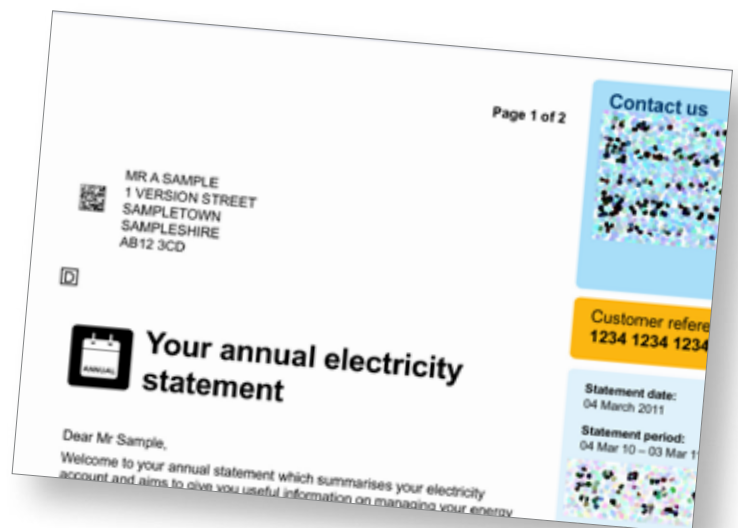 Page 1 of 2
Contact us
MR A SAMPLE
1 VERSION STREET
SAMPLETOWN
SAMPLESHIRE
AB12 3CD
D
Customer refere
1234 1234 1234
ANNUAL
Your annual electricity
statement
Statement date:
04 March 2011
Statement period:
04 Mar 10 – 03 Mar 1
Dear Mr Sample,
Welcome to your annual statement which summarises your electricity
account and aims to give you useful information on managing your energy